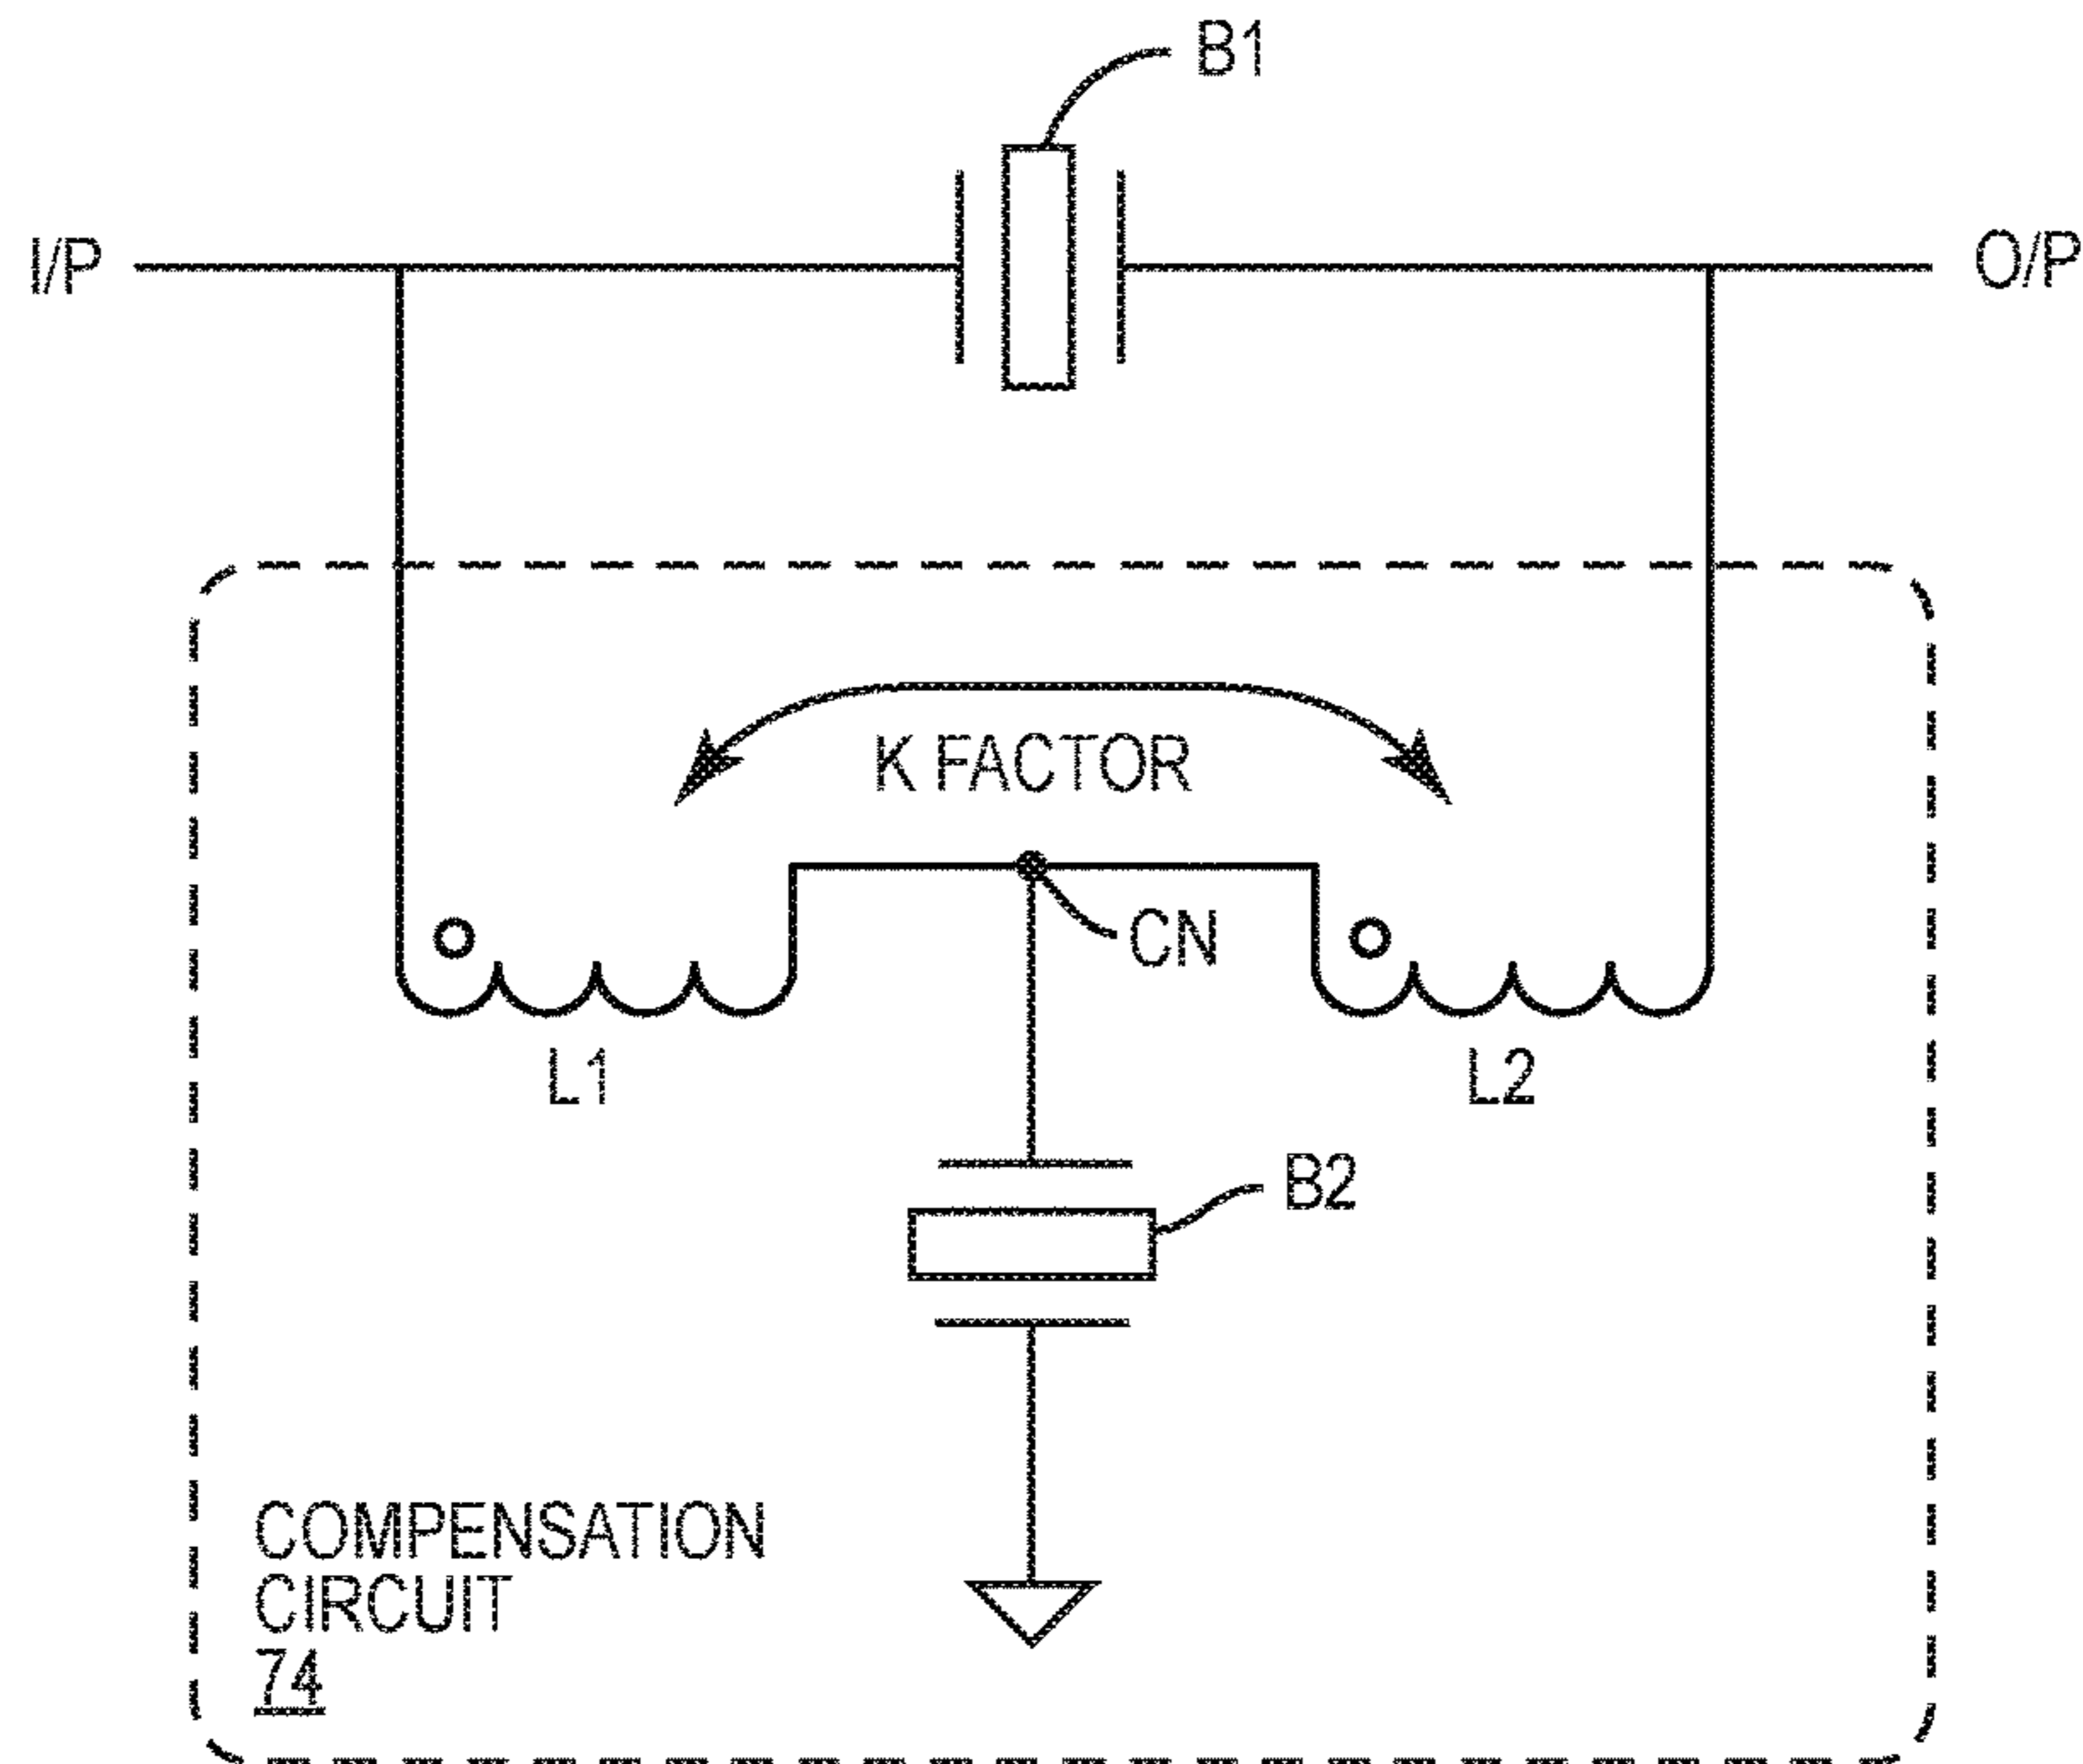 B1
I/P
O/P
K FACTOR
CN
L1
L2
B2
COMPENSATION
CIRCUIT
74